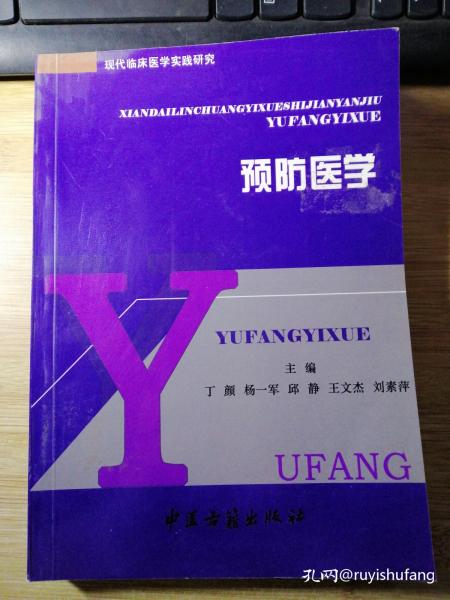 现代临床医学实践研究
XIANDAILINCHUANGYIXUESHIJIANYANJIU
YUFANGYIXUE
预防医学
Y
YUFANGYIXUE
主编
丁颜 杨一军 邱静 王文杰 刘素萍
UFANG
中医古籍出版社
孔网@ruyishufang